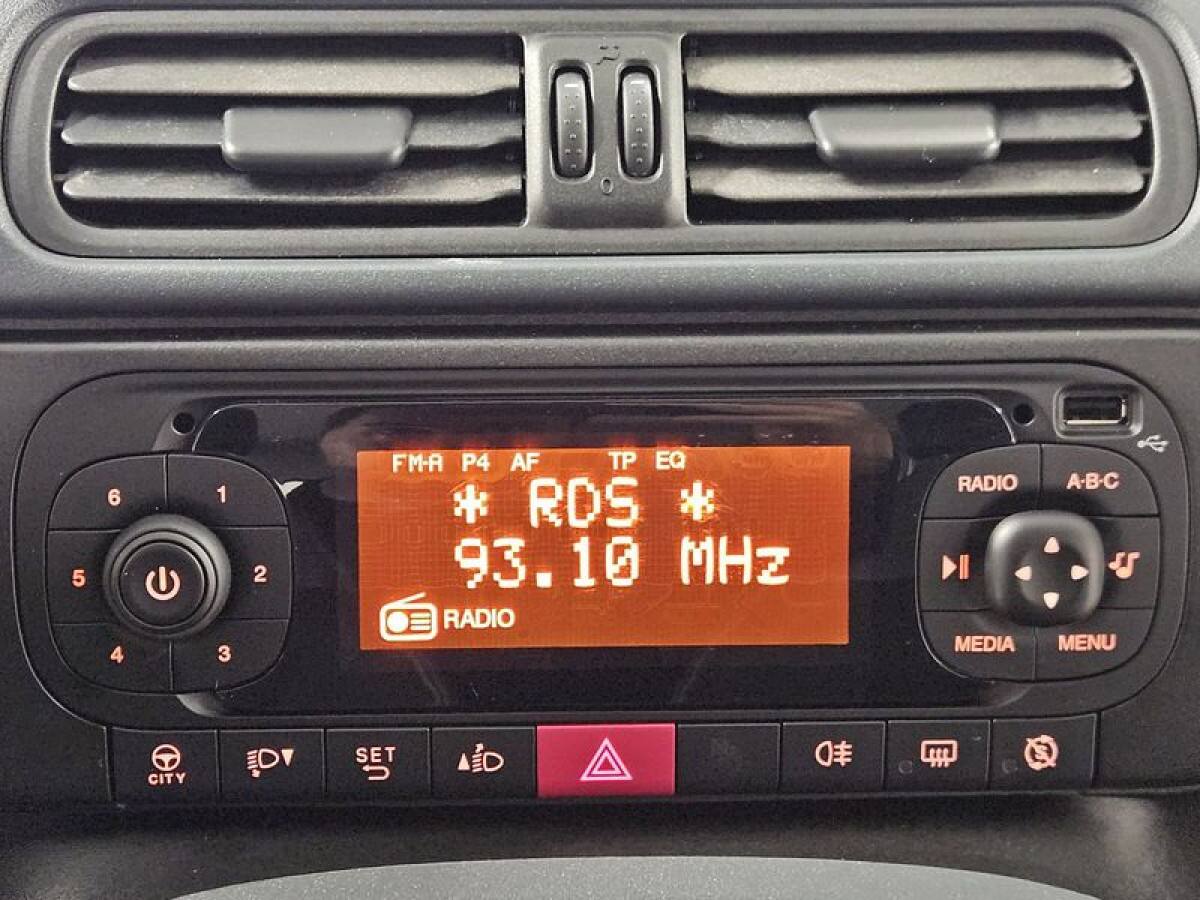 0
FM-A P4 AF TP EQ
* RDS *
93.10 MHz
RADIO
6 1
5 2
4 3
RADIO A·B·C
MEDIA MENU
CITY
SET